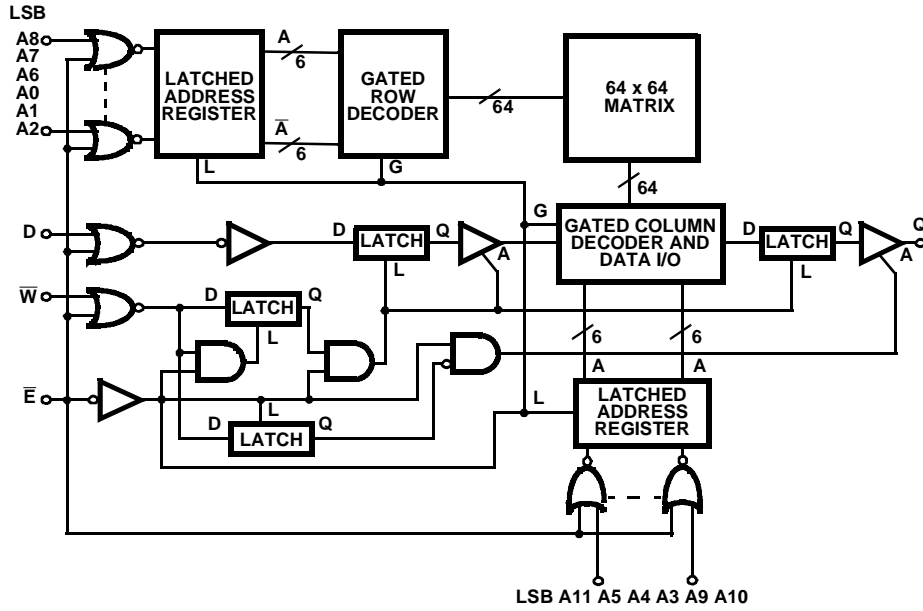 LSB
A8
A7
A6
A0
A1
A2
LATCHED
ADDRESS
REGISTER
L
A
6
A̅
6
GATED
ROW
DECODER
G
64
64 x 64
MATRIX
64
D
D
LATCH
Q
L
A
G
GATED COLUMN
DECODER AND
DATA I/O
D
LATCH
Q
L
A
Q
W̅
D
LATCH
Q
L
6
6
A
A
E̅
L
D
LATCH
Q
L
LATCHED
ADDRESS
REGISTER
LSB A11 A5 A4 A3 A9 A10